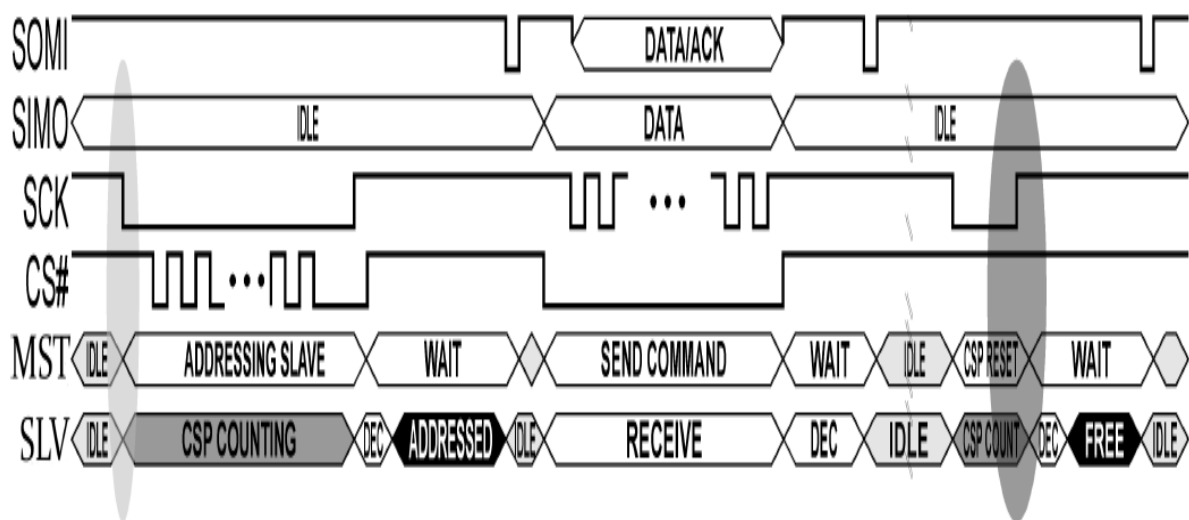 SOMI DATA/ACK
SIMO IDLE DATA IDLE
SCK •••
CS# •••
MST IDLE ADDRESSING SLAVE WAIT SEND COMMAND WAIT IDLE CSP RESET WAIT
SLV IDLE CSP COUNTING DEC ADDRESSED IDLE RECEIVE DEC IDLE CSP COUNT DEC FREE IDLE